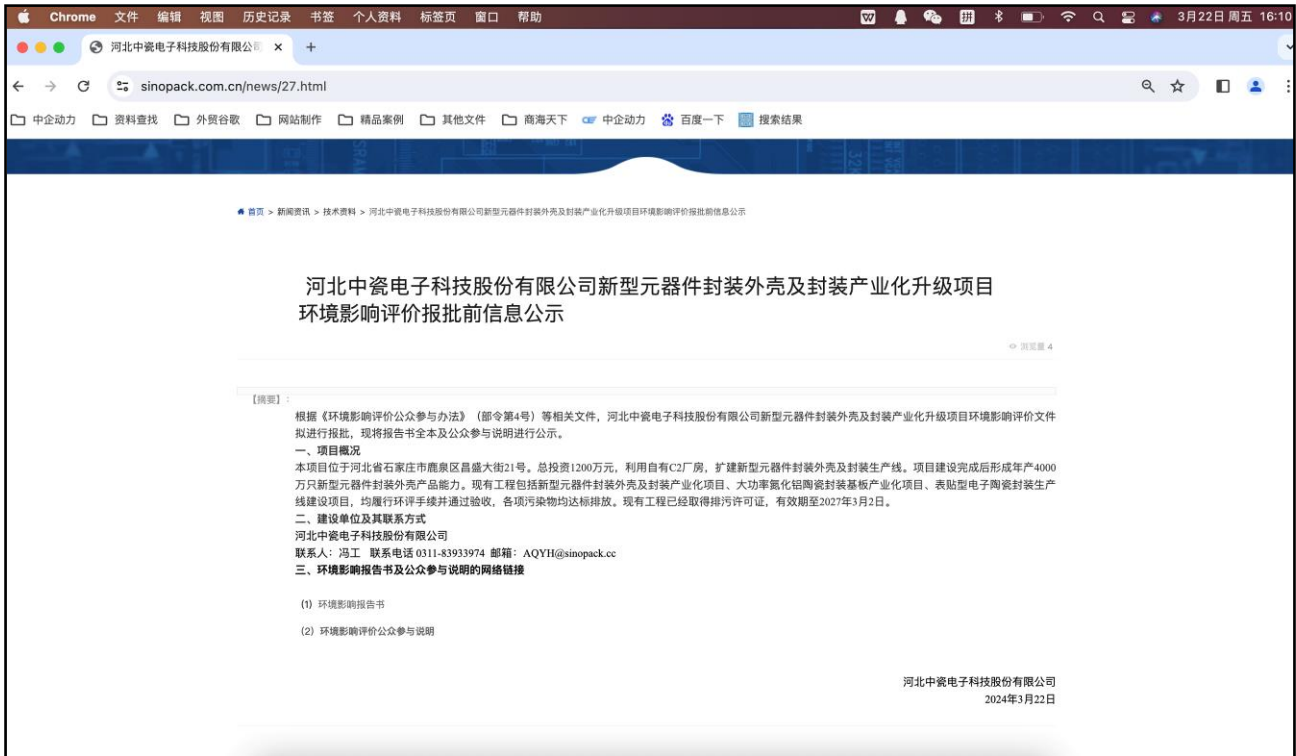 Chrome 文件 编辑 视图 历史记录 书签 个人资料 标签页 窗口 帮助 拼 3月22日 周五 16:10
河北中瓷电子科技股份有限公司
sinopack.com.cn/news/27.html
中企动力 资料查找 外贸谷歌 网站制作 精品案例 其他文件 商海天下 中企动力 百度一下 搜索结果
首页 > 新闻资讯 > 技术资料 > 河北中瓷电子科技股份有限公司新型元器件封装外壳及封装产业化升级项目环境影响评价报批前信息公示
河北中瓷电子科技股份有限公司新型元器件封装外壳及封装产业化升级项目
环境影响评价报批前信息公示
浏览量 4
【摘要】:
根据《环境影响评价公众参与办法》（部令第4号）等相关文件，河北中瓷电子科技股份有限公司新型元器件封装外壳及封装产业化升级项目环境影响评价文件
拟进行报批，现将报告书全本及公众参与说明进行公示。
一、项目概况
本项目位于河北省石家庄市鹿泉区昌盛大街21号。总投资1200万元，利用自有C2厂房，扩建新型元器件封装外壳及封装生产线。项目建设完成后形成年产4000
万只新型元器件封装外壳产品能力。现有工程包括新型元器件封装外壳及封装产业化项目、大功率氮化铝陶瓷封装基板产业化项目、表贴型电子陶瓷封装生产
线建设项目，均履行环评手续并通过验收，各项污染物均达标排放。现有工程已经取得排污许可证，有效期至2027年3月2日。
二、建设单位及其联系方式
河北中瓷电子科技股份有限公司
联系人：冯工 联系电话 0311-83933974 邮箱：AQYH@sinopack.cc
三、环境影响报告书及公众参与说明的网络链接
(1) 环境影响报告书
(2) 环境影响评价公众参与说明
河北中瓷电子科技股份有限公司
2024年3月22日